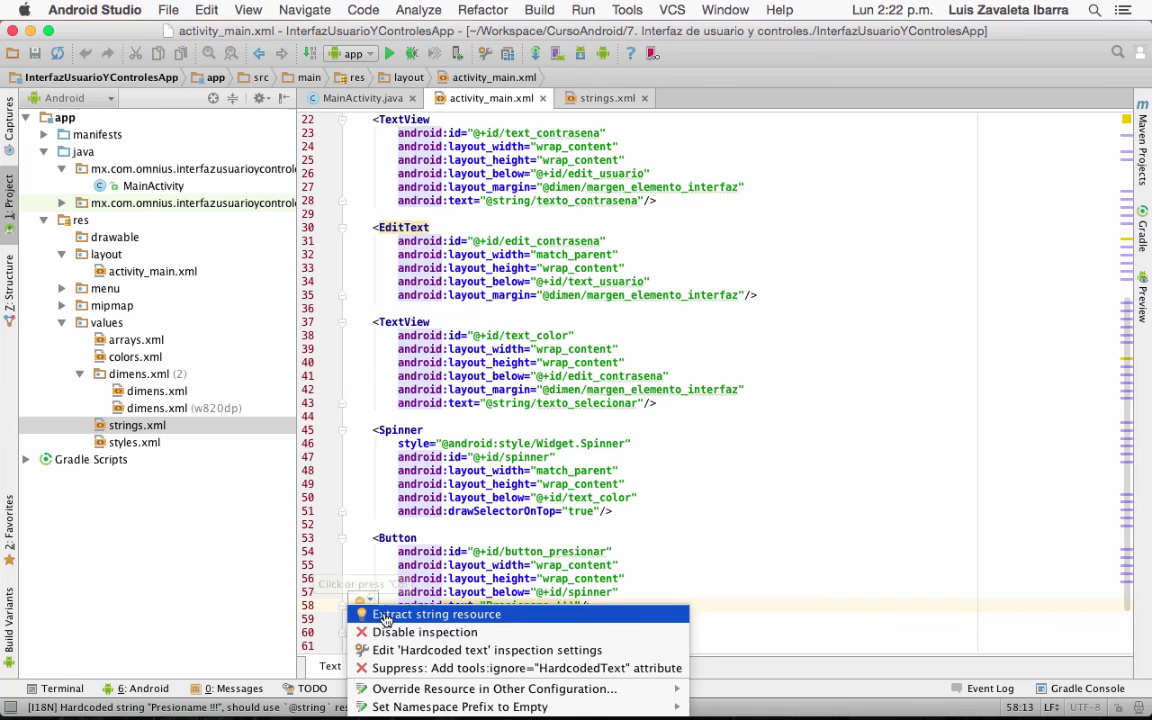 Android Studio File Edit View Navigate Code Analyze Refactor Build Run Tools VCS Window Help Lun 2:22 p.m. Luis Zavaleta Ibarra
activity_main.xml - InterfazUsuarioYControlesApp - [~/Workspace/CursoAndroid/7. Interfaz de usuario y controles./InterfazUsuarioYControlesApp]
app
InterfazUsuarioYControlesApp app src main res layout activity_main.xml
Android MainActivity.java activity_main.xml strings.xml
app
manifests
java
mx.com.omnius.interfazusuarioycontrole
MainActivity
mx.com.omnius.interfazusuarioycontrole
res
drawable
layout
activity_main.xml
menu
mipmap
values
arrays.xml
colors.xml
dimens.xml (2)
dimens.xml
dimens.xml (w820dp)
strings.xml
styles.xml
Gradle Scripts
Captures
1: Project
Z: Structure
2: Favorites
Build Variants
22 <TextView
23 android:id="@+id/text_contrasena"
24 android:layout_width="wrap_content"
25 android:layout_height="wrap_content"
26 android:layout_below="@+id/edit_usuario"
27 android:layout_margin="@dimen/margen_elemento_interfaz"
28 android:text="@string/texto_contrasena"/>
29
30 <EditText
31 android:id="@+id/edit_contrasena"
32 android:layout_width="match_parent"
33 android:layout_height="wrap_content"
34 android:layout_below="@+id/text_usuario"
35 android:layout_margin="@dimen/margen_elemento_interfaz"/>
36
37 <TextView
38 android:id="@+id/text_color"
39 android:layout_width="wrap_content"
40 android:layout_height="wrap_content"
41 android:layout_below="@+id/edit_contrasena"
42 android:layout_margin="@dimen/margen_elemento_interfaz"
43 android:text="@string/texto_selecionar"/>
44
45 <Spinner
46 style="@android:style/Widget.Spinner"
47 android:id="@+id/spinner"
48 android:layout_width="match_parent"
49 android:layout_height="wrap_content"
50 android:layout_below="@+id/text_color"
51 android:drawSelectorOnTop="true"/>
52
53 <Button
54 android:id="@+id/button_presionar"
55 android:layout_width="wrap_content"
56 android:layout_height="wrap_content"
57 android:layout_below="@+id/spinner"
58
59
60
61
Click or press
Extract string resource
Disable inspection
Edit 'Hardcoded text' inspection settings
Suppress: Add tools:ignore="HardcodedText" attribute
Override Resource in Other Configuration...
Set Namespace Prefix to Empty
Maven Projects
Gradle
Preview
Text
Terminal 6: Android 0: Messages TODO Event Log Gradle Console
[I18N] Hardcoded string "Presioname !!!", should use `@string` re 58:13 LF UTF-8